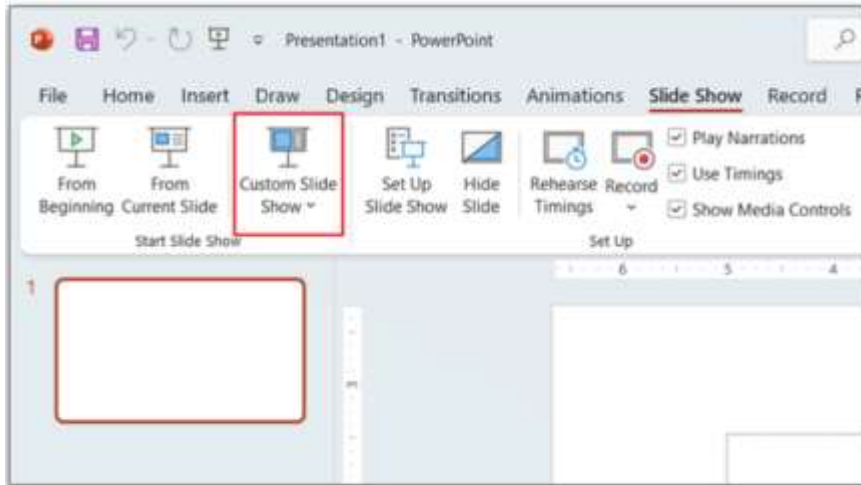 Presentation1 - PowerPoint
File Home Insert Draw Design Transitions Animations Slide Show Record
From Beginning
From Current Slide
Custom Slide Show
Set Up Slide Show
Hide Slide
Rehearse Timings
Record
Play Narrations
Use Timings
Show Media Controls
Start Slide Show
Set Up
6 5 4
1
3